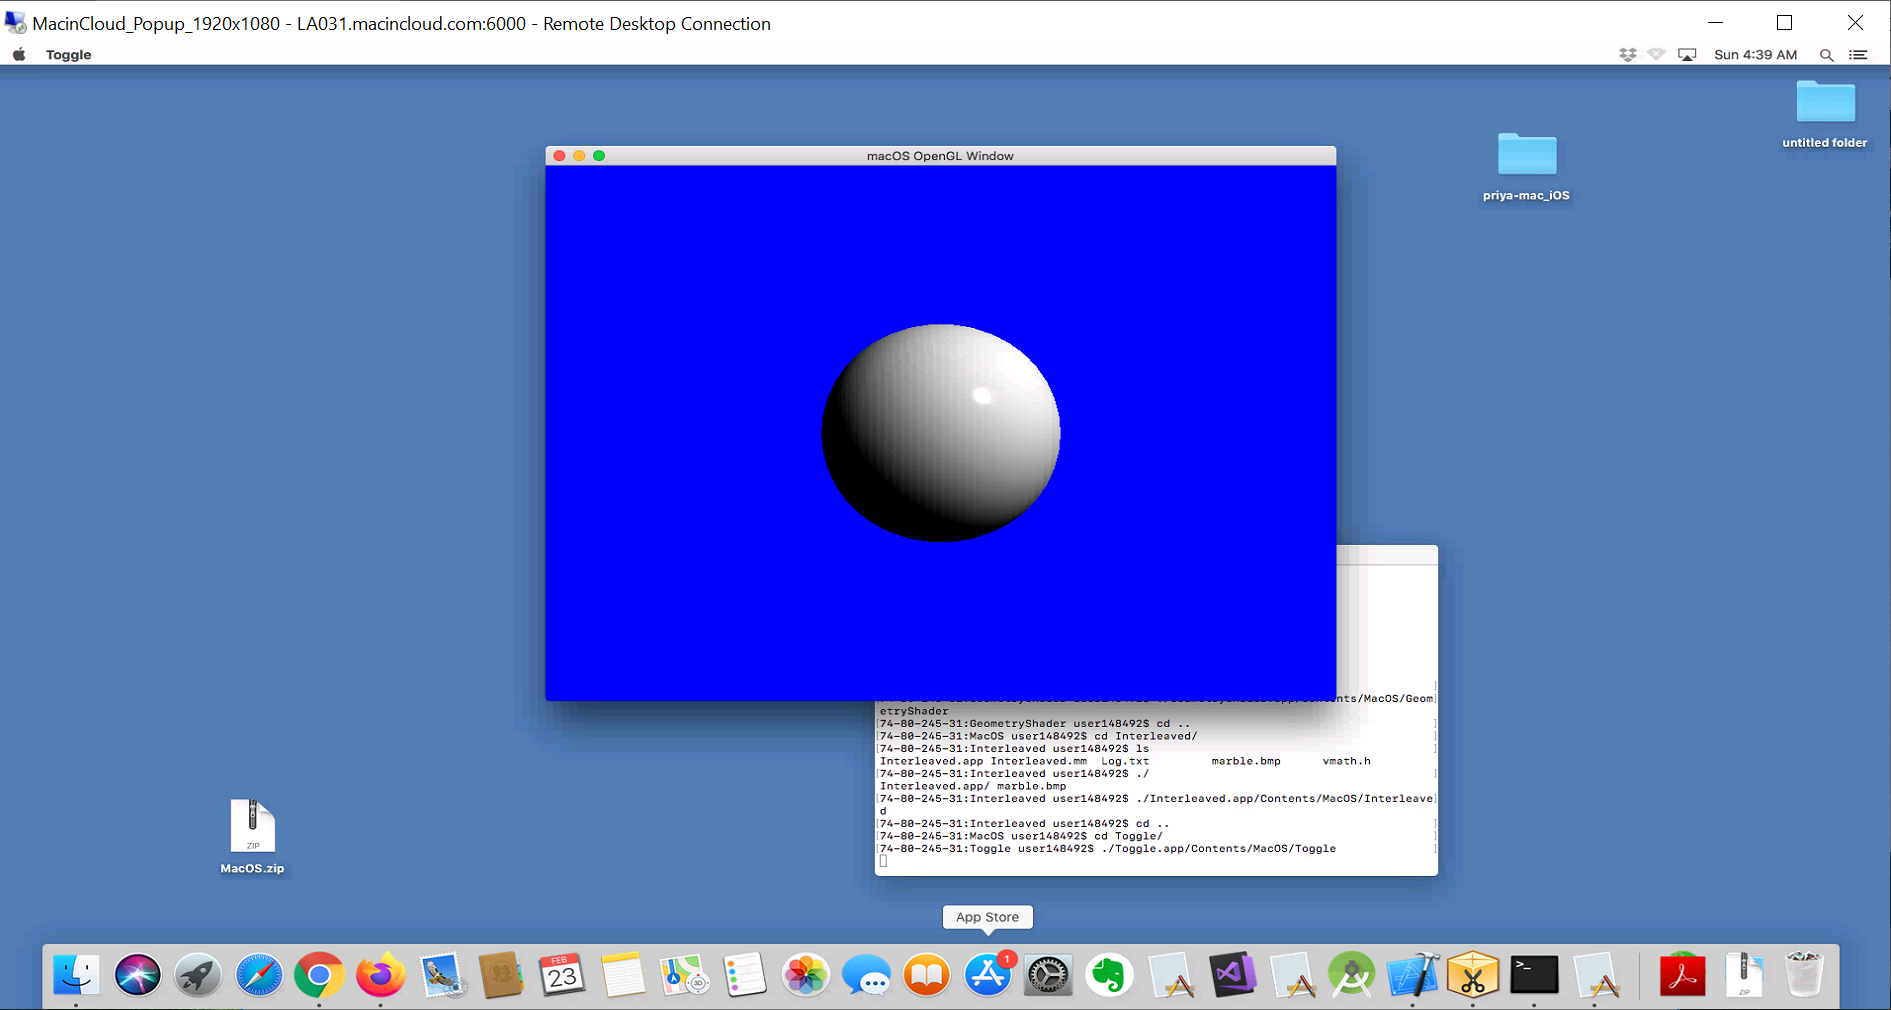 MacinCloud_Popup_1920x1080 - LA031.macincloud.com:6000 - Remote Desktop Connection
Toggle
Sun 4:39 AM
untitled folder
macOS OpenGL Window
priya-mac_iOS
nts/MacOS/Geom]
etryShader
[74-80-245-31:GeometryShader user148492$ cd .. ]
[74-80-245-31:MacOS user148492$ cd Interleaved/ ]
[74-80-245-31:Interleaved user148492$ ls ]
Interleaved.app Interleaved.mm Log.txt marble.bmp vmath.h
[74-80-245-31:Interleaved user148492$ ./ ]
Interleaved.app/ marble.bmp
[74-80-245-31:Interleaved user148492$ ./Interleaved.app/Contents/MacOS/Interleave]
d
[74-80-245-31:Interleaved user148492$ cd .. ]
[74-80-245-31:MacOS user148492$ cd Toggle/ ]
[74-80-245-31:Toggle user148492$ ./Toggle.app/Contents/MacOS/Toggle ]
ZIP
MacOS.zip
App Store
FEB
23
3D
1
>_
ZIP